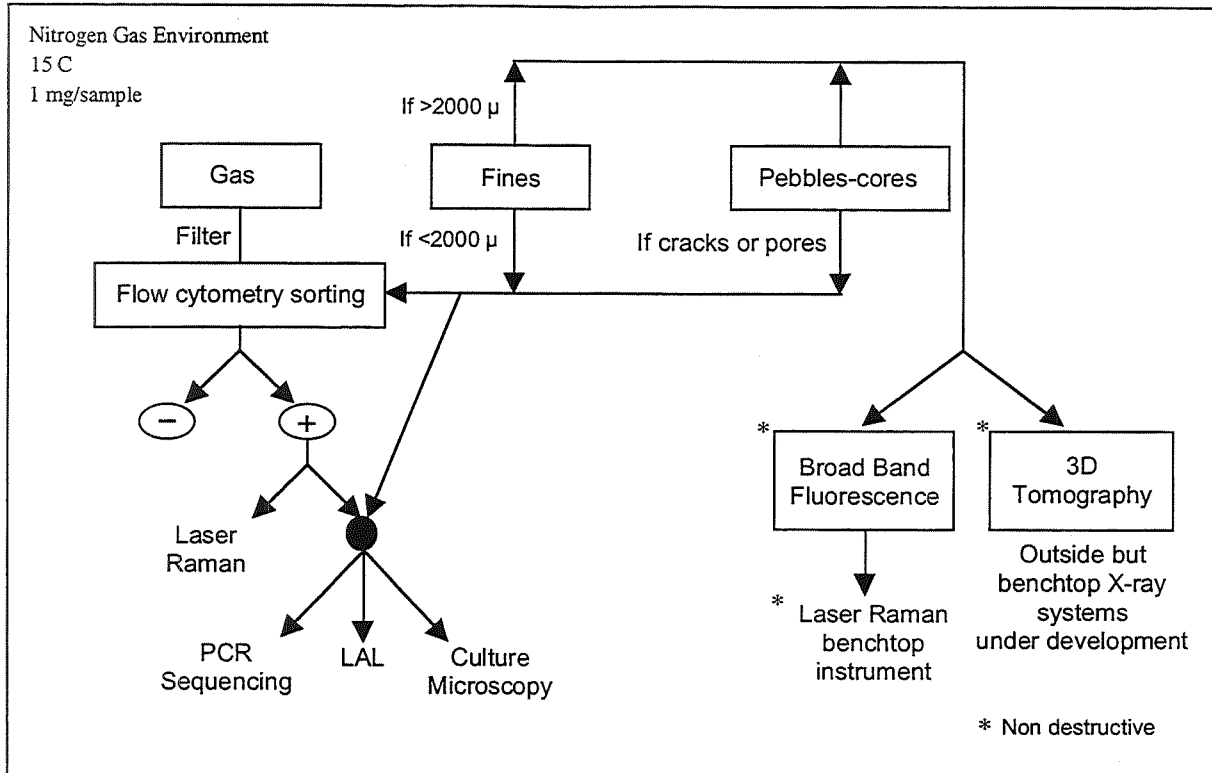 Nitrogen Gas Environment
15 C
1 mg/sample
If >2000 µ
Gas
Fines
Pebbles-cores
Filter
If <2000 µ
If cracks or pores
Flow cytometry sorting
−
+
Laser
Raman
PCR
Sequencing
LAL
Culture
Microscopy
*
Broad Band
Fluorescence
*
3D
Tomography
* Laser Raman
benchtop
instrument
Outside but
benchtop X-ray
systems
under development
* Non destructive